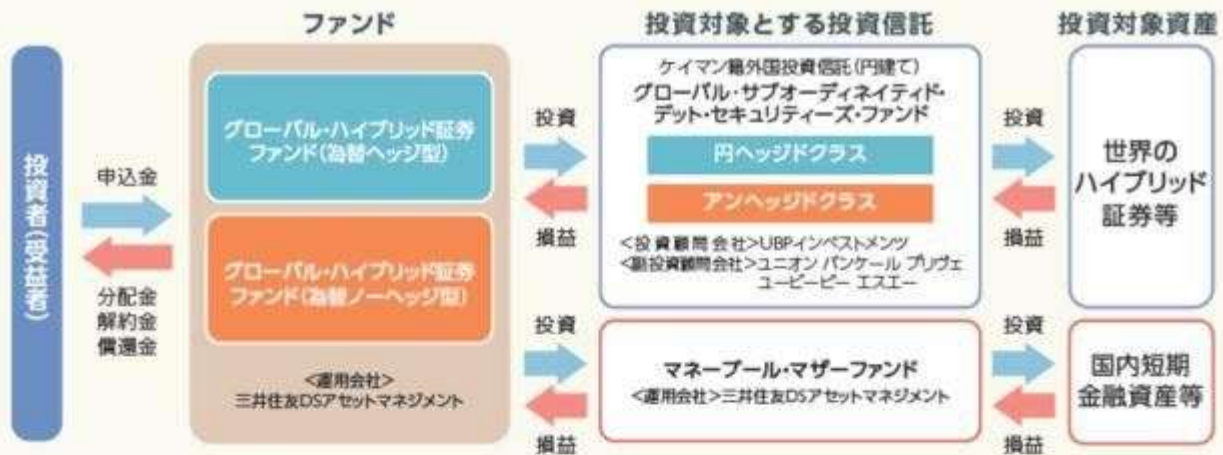 ファンド
投資対象とする投資信託
投資対象資産
投資者(受益者)
申込金
分配金
解約金
償還金
グローバル・ハイブリッド証券
ファンド(為替ヘッジ型)
グローバル・ハイブリッド証券
ファンド(為替ノーヘッジ型)
<運用会社>
三井住友DSアセットマネジメント
投資
損益
投資
損益
ケイマン籍外国投資信託(円建て)
グローバル・サブオーディネイティド・
デット・セキュリティーズ・ファンド
円ヘッジドクラス
アンヘッジドクラス
<投資顧問会社>UBPインベストメンツ
<副投資顧問会社>ユニオン バンケール プリヴェ
ユービーピー エスエー
マネープール・マザーファンド
<運用会社>三井住友DSアセットマネジメント
投資
損益
投資
損益
世界の
ハイブリッド
証券等
国内短期
金融資産等